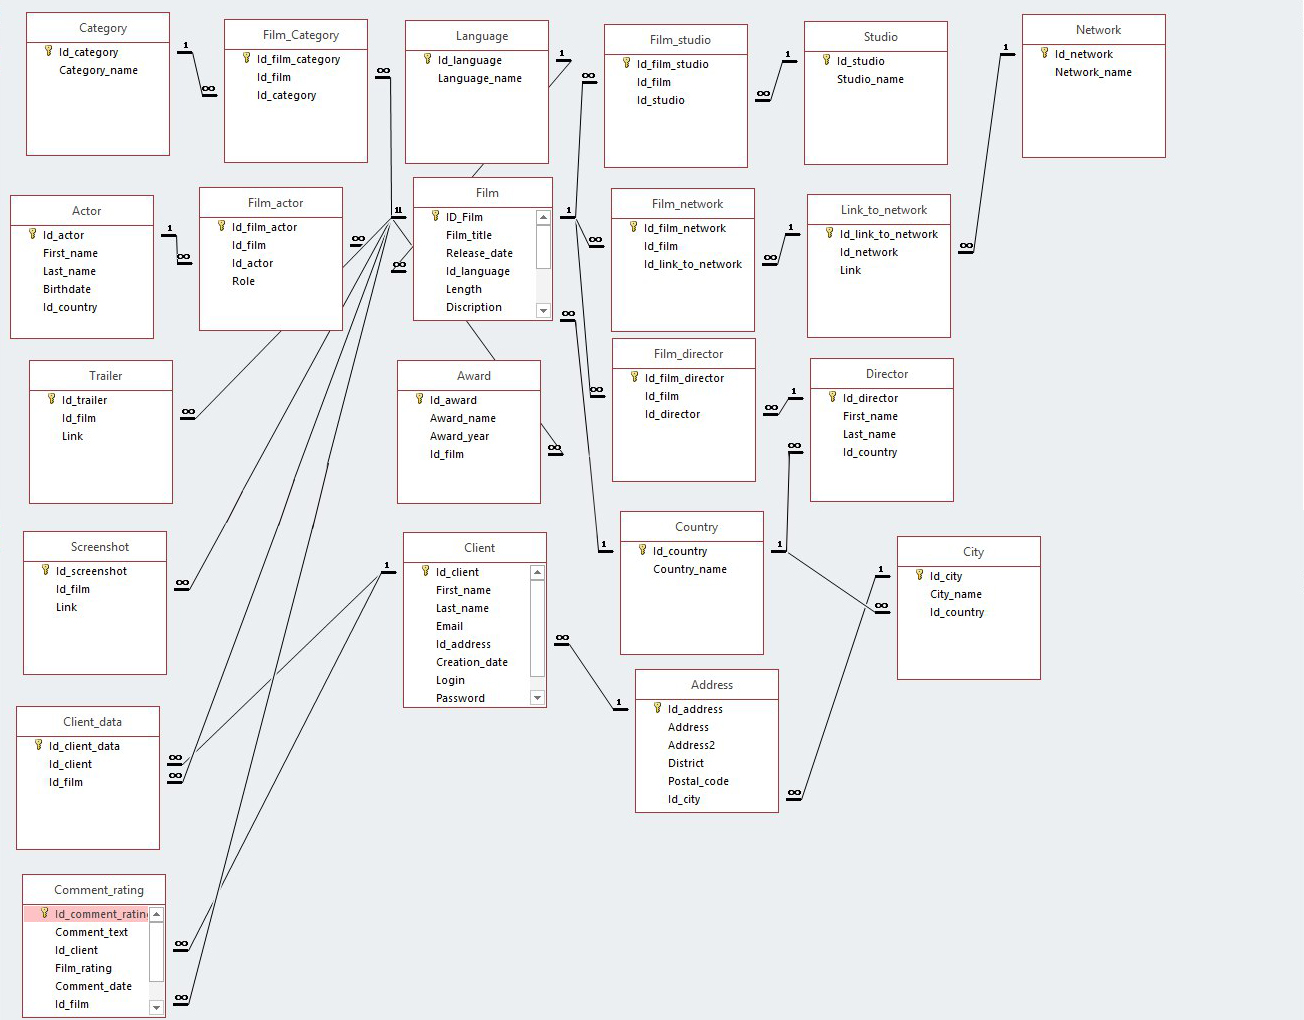 Category
Id_category
Category_name
Film_Category
Id_film_category
Id_film
Id_category
Language
Id_language
Language_name
Film_studio
Id_film_studio
Id_film
Id_studio
Studio
Id_studio
Studio_name
Network
Id_network
Network_name
Actor
Id_actor
First_name
Last_name
Birthdate
Id_country
Film_actor
Id_film_actor
Id_film
Id_actor
Role
Film
ID_Film
Film_title
Release_date
Id_language
Length
Discription
Film_network
Id_film_network
Id_film
Id_link_to_network
Link_to_network
Id_link_to_network
Id_network
Link
Trailer
Id_trailer
Id_film
Link
Award
Id_award
Award_name
Award_year
Id_film
Film_director
Id_film_director
Id_film
Id_director
Director
Id_director
First_name
Last_name
Id_country
Screenshot
Id_screenshot
Id_film
Link
Client
Id_client
First_name
Last_name
Email
Id_address
Creation_date
Login
Password
Country
Id_country
Country_name
City
Id_city
City_name
Id_country
Client_data
Id_client_data
Id_client
Id_film
Address
Id_address
Address
Address2
District
Postal_code
Id_city
Comment_rating
Id_comment_ratin
Comment_text
Id_client
Film_rating
Comment_date
Id_film